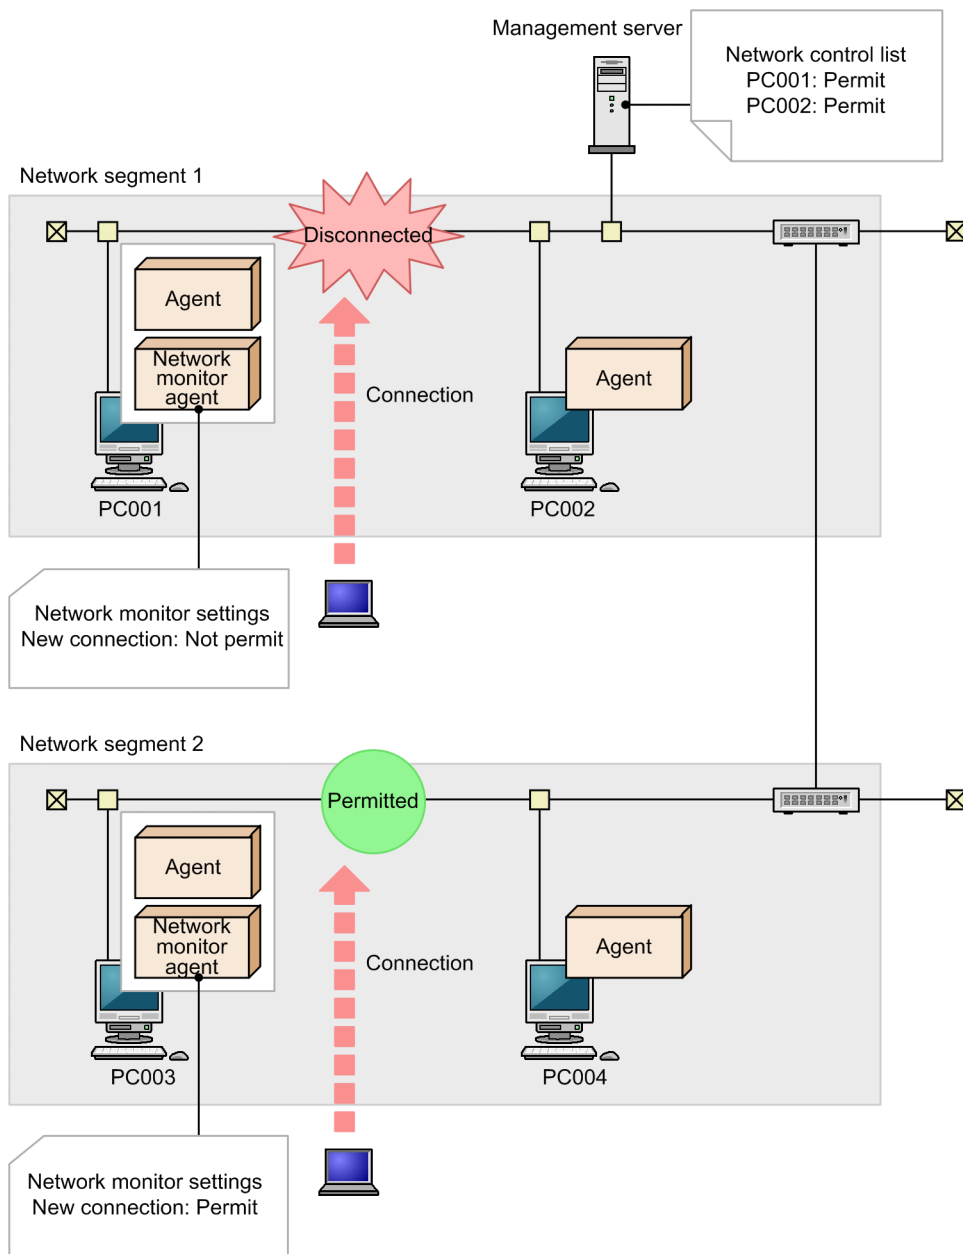 Management server
Network control list
PC001: Permit
PC002: Permit
Network segment 1
Disconnected
Agent
Network
monitor
agent
Agent
Connection
PC001
PC002
Network monitor settings
New connection: Not permit
Network segment 2
Permitted
Agent
Network
monitor
agent
Agent
Connection
PC003
PC004
Network monitor settings
New connection: Permit